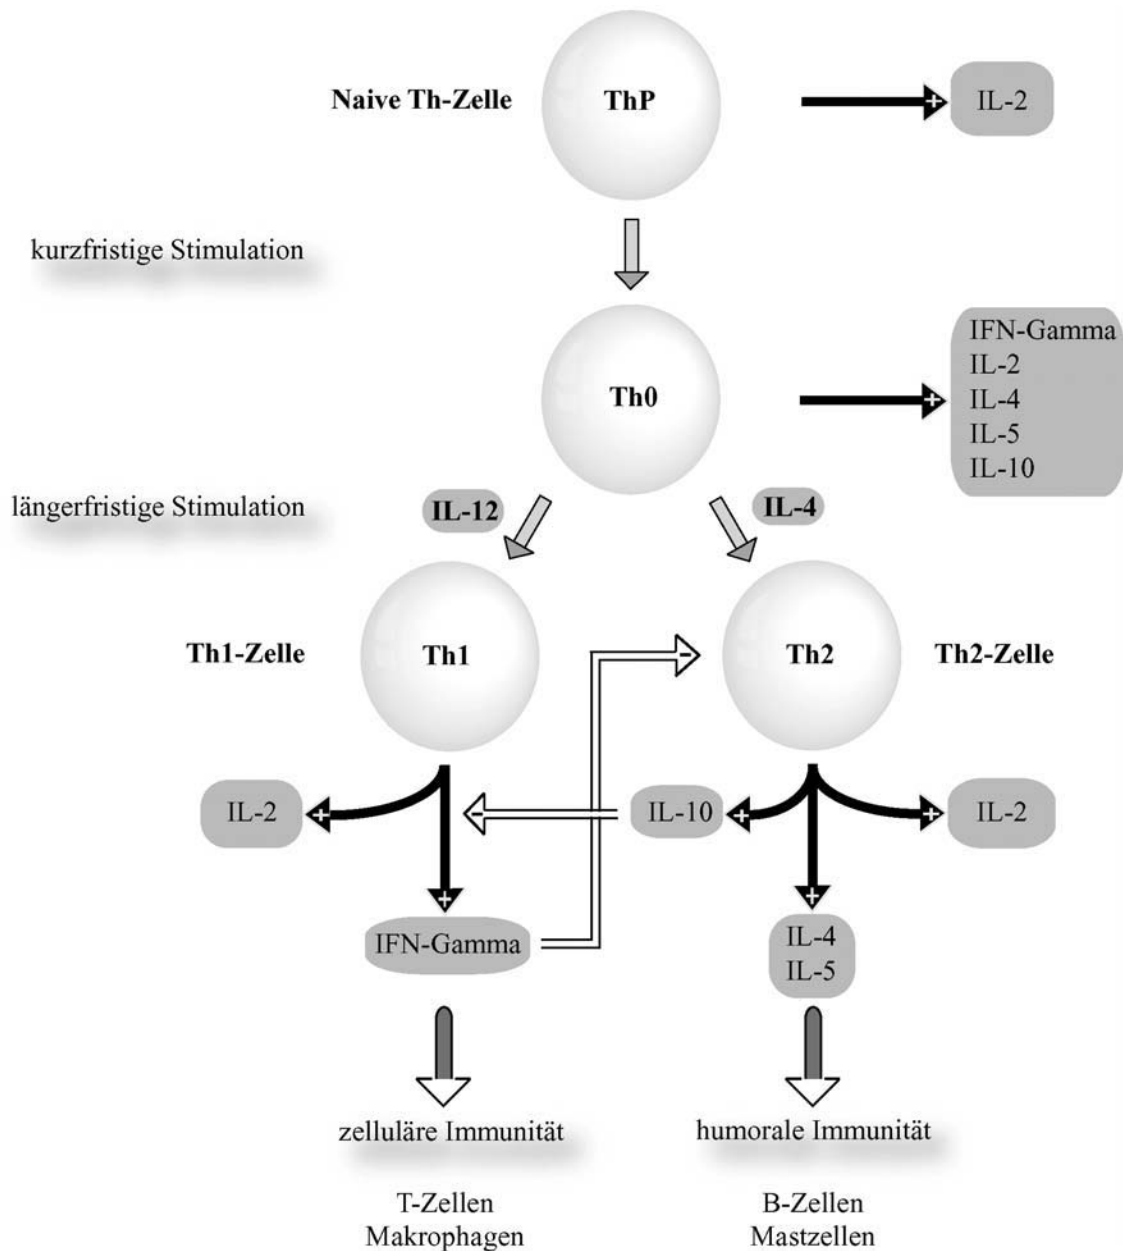 Naive Th-Zelle
ThP
+
IL-2
kurzfristige Stimulation
Th0
+
IFN-Gamma
IL-2
IL-4
IL-5
IL-10
längerfristige Stimulation
IL-12
IL-4
Th1-Zelle
Th1
-
Th2
Th2-Zelle
IL-2
+
-
IL-10
+
+
IL-2
+
IFN-Gamma
+
IL-4
IL-5
zelluläre Immunität
humorale Immunität
T-Zellen
Makrophagen
B-Zellen
Mastzellen